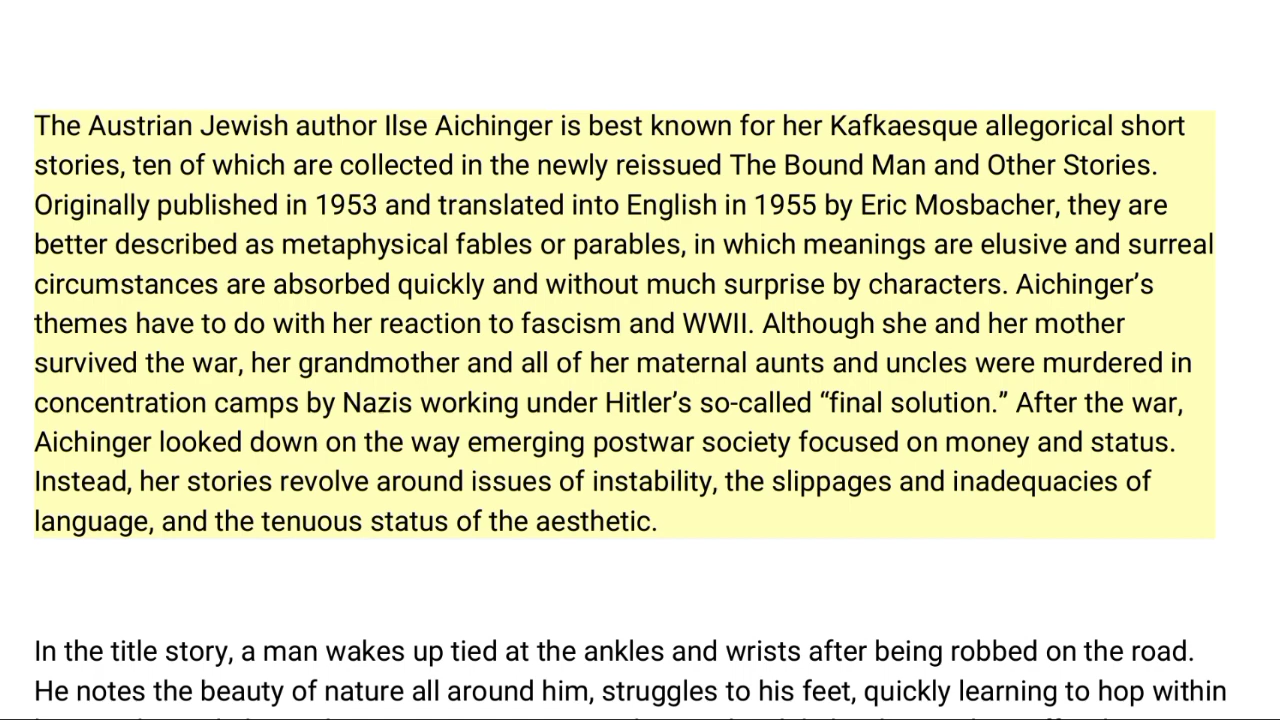 The Austrian Jewish author Ilse Aichinger is best known for her Kafkaesque allegorical short
stories, ten of which are collected in the newly reissued The Bound Man and Other Stories.
Originally published in 1953 and translated into English in 1955 by Eric Mosbacher, they are
better described as metaphysical fables or parables, in which meanings are elusive and surreal
circumstances are absorbed quickly and without much surprise by characters. Aichinger’s
themes have to do with her reaction to fascism and WWII. Although she and her mother
survived the war, her grandmother and all of her maternal aunts and uncles were murdered in
concentration camps by Nazis working under Hitler’s so-called “final solution.” After the war,
Aichinger looked down on the way emerging postwar society focused on money and status.
Instead, her stories revolve around issues of instability, the slippages and inadequacies of
language, and the tenuous status of the aesthetic.
In the title story, a man wakes up tied at the ankles and wrists after being robbed on the road.
He notes the beauty of nature all around him, struggles to his feet, quickly learning to hop within